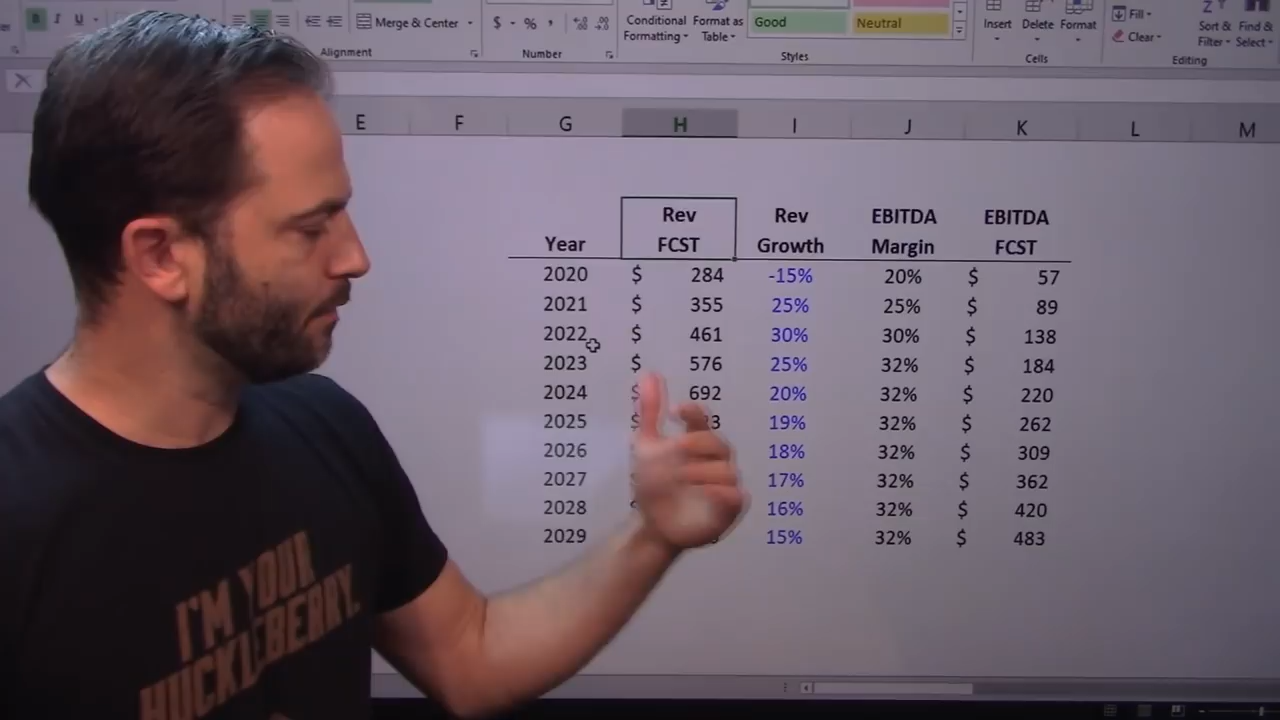 B I U
Merge & Center
$ - % ,
Conditional Format as
Formatting Table
Good Neutral
Insert Delete Format
Fill
Clear
Sort & Find &
Filter Select
Alignment Number Styles Cells Editing
E F G H I J K L M
Rev Rev EBITDA EBITDA
Year FCST Growth Margin FCST
2020 $ 284 -15% 20% $ 57
2021 $ 355 25% 25% $ 89
2022 $ 461 30% 30% $ 138
2023 $ 576 25% 32% $ 184
2024 $ 692 20% 32% $ 220
2025 $ 19% 32% $ 262
2026 18% 32% $ 309
2027 17% 32% $ 362
2028 16% 32% $ 420
2029 15% 32% $ 483
I'M YOUR
HUCKLEBERRY.